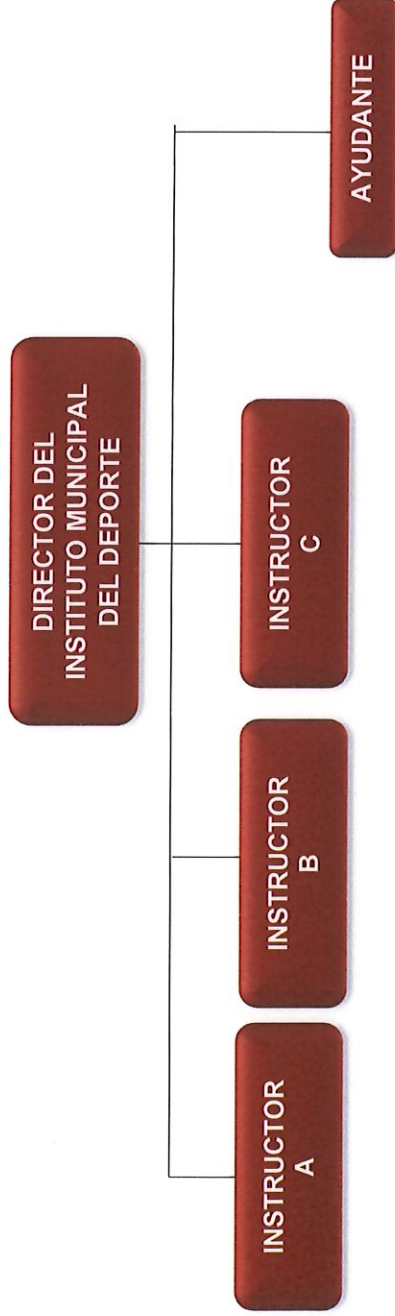 DIRECTOR DEL
INSTITUTO MUNICIPAL
DEL DEPORTE
INSTRUCTOR
A
INSTRUCTOR
B
INSTRUCTOR
C
AYUDANTE